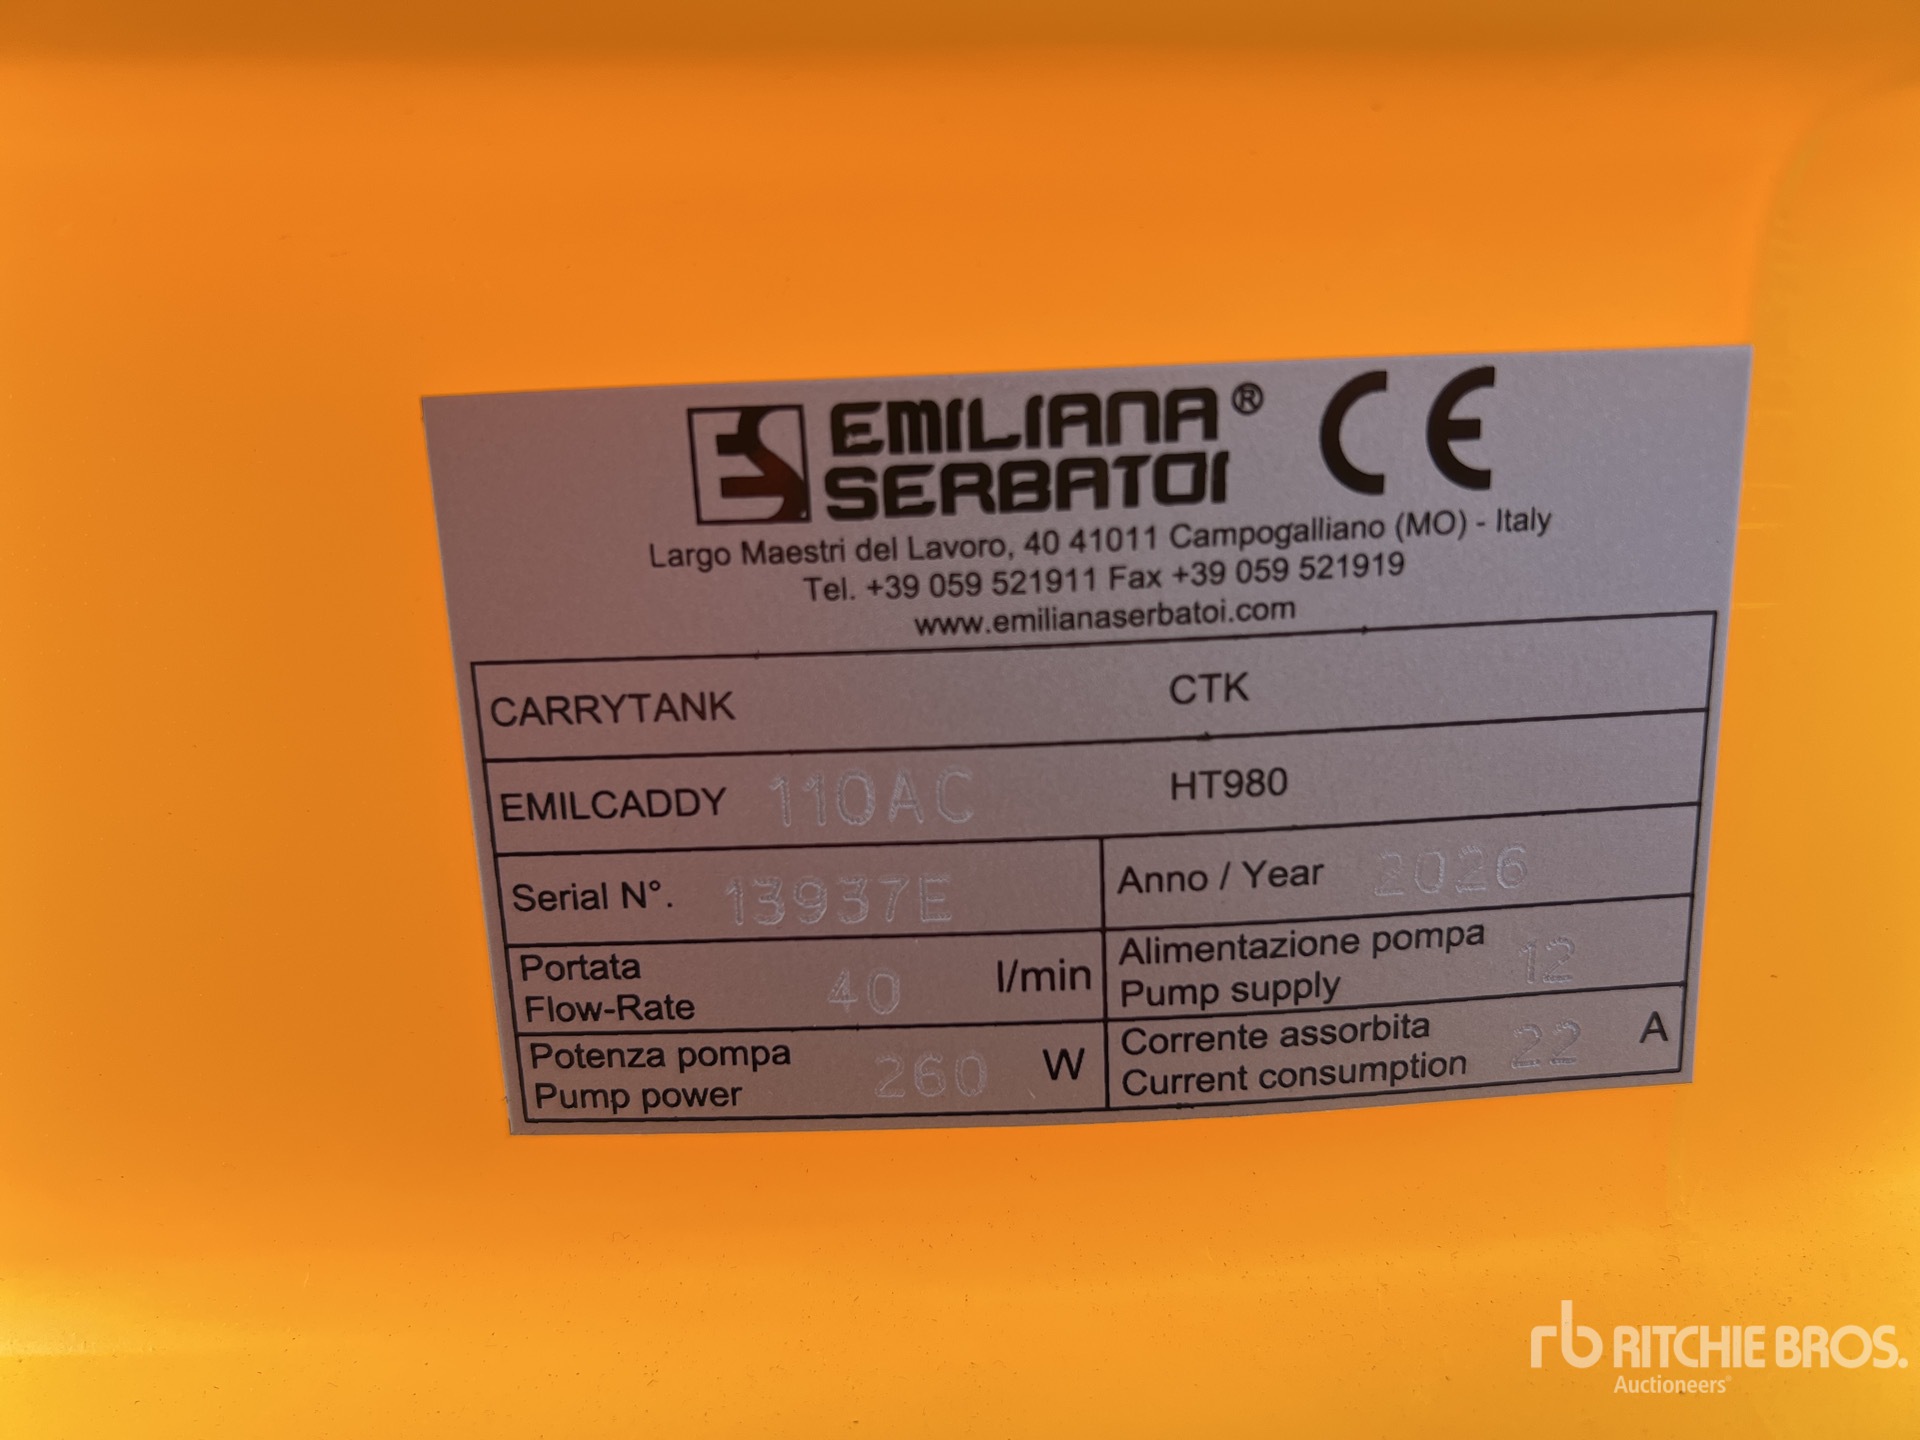 ES EMILIANA® CE
SERBATOI
Largo Maestri del Lavoro, 40 41011 Campogalliano (MO) - Italy
Tel. +39 059 521911 Fax +39 059 521919
www.emilianaserbatoi.com
CARRYTANK CTK
EMILCADDY 110AC HT980
Serial N°. 13937E Anno / Year 2026
Portata
Flow-Rate 40 l/min
Alimentazione pompa
Pump supply 12
Potenza pompa
Pump power 260 W
Corrente assorbita
Current consumption 22 A
rb RITCHIE BROS.
Auctioneers